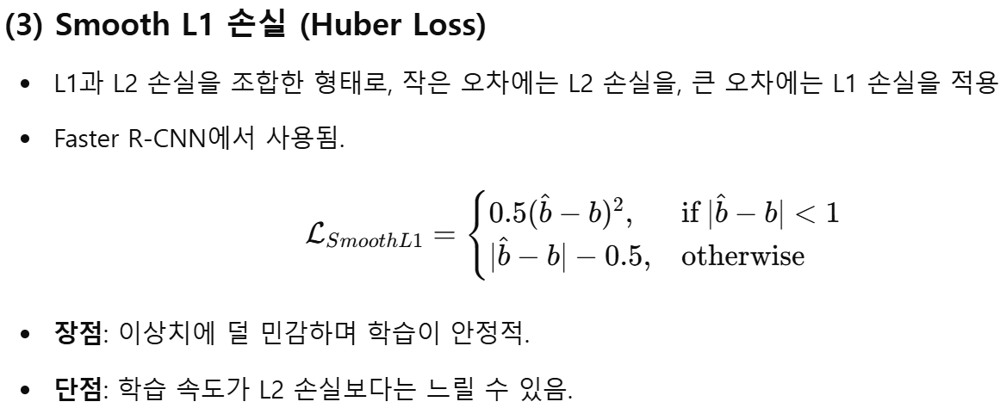 (3) Smooth L1 손실 (Huber Loss)
• L1과 L2 손실을 조합한 형태로, 작은 오차에는 L2 손실을, 큰 오차에는 L1 손실을 적용
• Faster R-CNN에서 사용됨.
$$\mathcal{L}_{SmoothL1} = \begin{cases} 0.5(\hat{b} - b)^2, & \text{if } |\hat{b} - b| < 1 \\ |\hat{b} - b| - 0.5, & \text{otherwise} \end{cases}$$
• 장점: 이상치에 덜 민감하며 학습이 안정적.
• 단점: 학습 속도가 L2 손실보다는 느릴 수 있음.